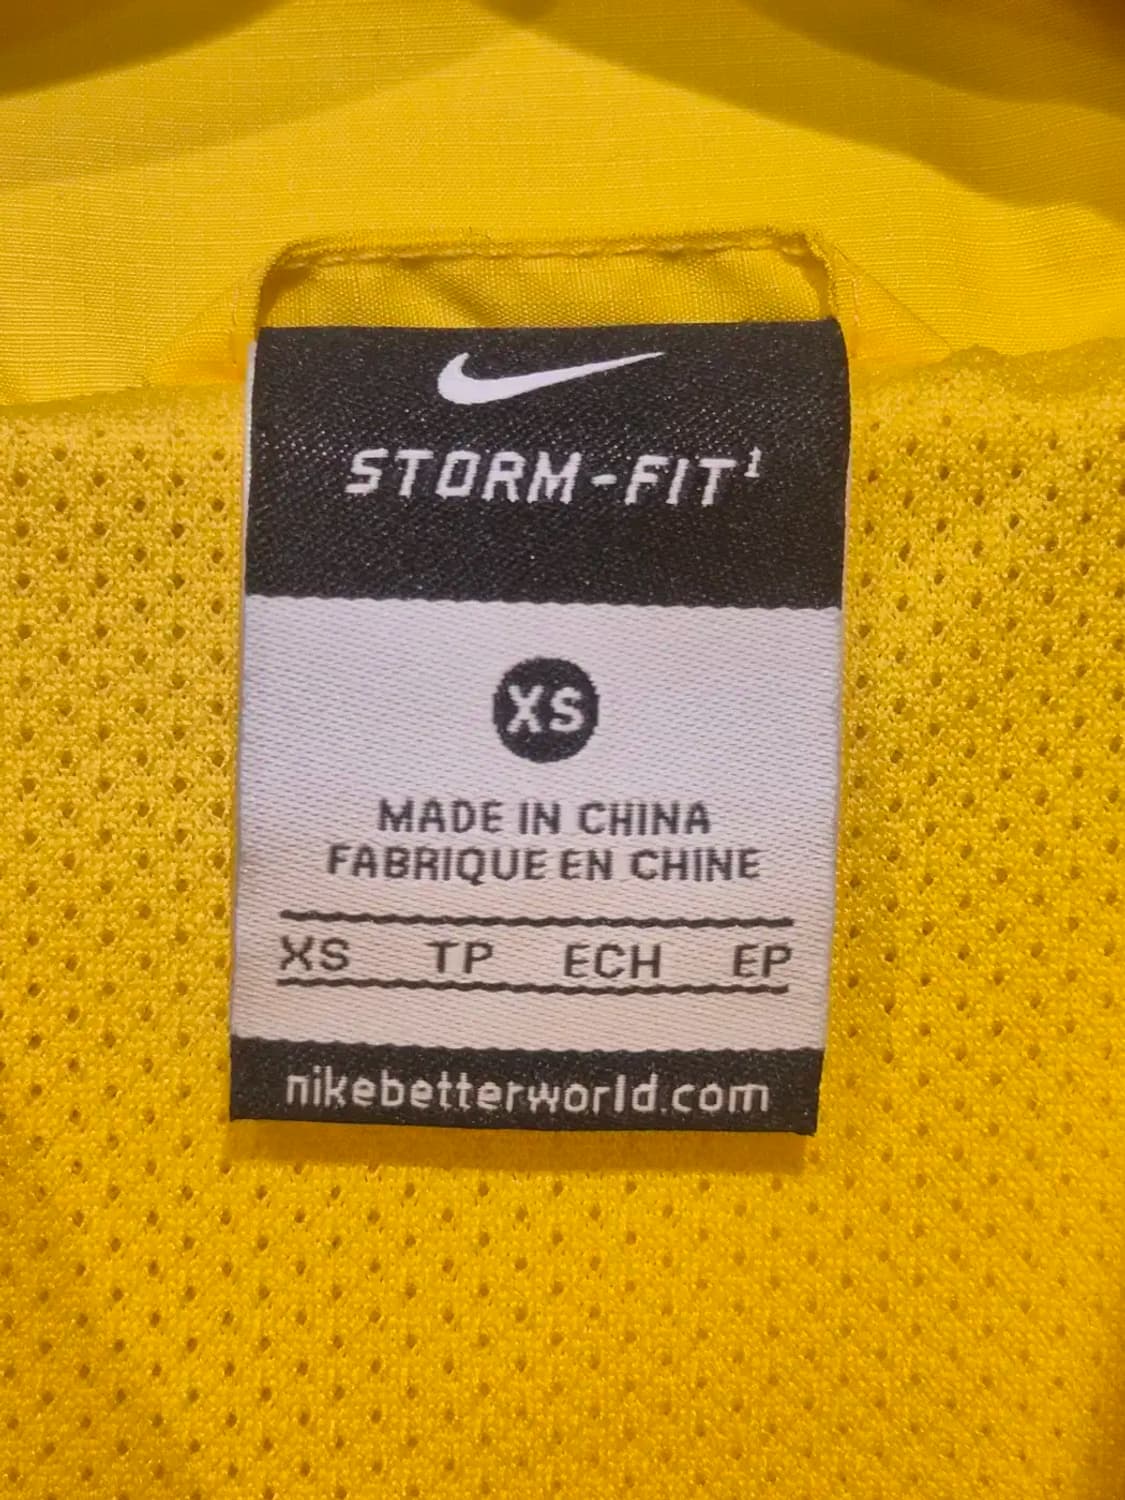 STORM-FIT¹
XS
MADE IN CHINA
FABRIQUE EN CHINE
XS TP ECH EP
nikebetterworld.com